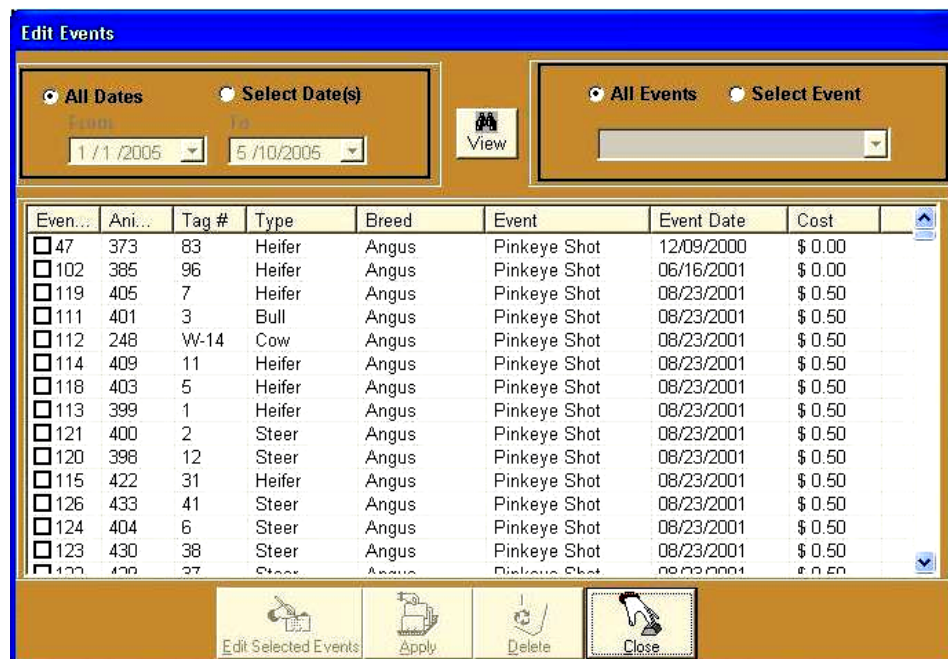 Edit Events
All Dates Select Date(s)
From To
1 / 1 /2005 5 /10/2005
View
All Events Select Event
Even... Ani... Tag # Type Breed Event Event Date Cost
47 373 83 Heifer Angus Pinkeye Shot 12/09/2000 $ 0.00
102 385 96 Heifer Angus Pinkeye Shot 06/16/2001 $ 0.00
119 405 7 Heifer Angus Pinkeye Shot 08/23/2001 $ 0.50
111 401 3 Bull Angus Pinkeye Shot 08/23/2001 $ 0.50
112 248 W-14 Cow Angus Pinkeye Shot 08/23/2001 $ 0.50
114 409 11 Heifer Angus Pinkeye Shot 08/23/2001 $ 0.50
118 403 5 Heifer Angus Pinkeye Shot 08/23/2001 $ 0.50
113 399 1 Heifer Angus Pinkeye Shot 08/23/2001 $ 0.50
121 400 2 Steer Angus Pinkeye Shot 08/23/2001 $ 0.50
120 398 12 Steer Angus Pinkeye Shot 08/23/2001 $ 0.50
115 422 31 Heifer Angus Pinkeye Shot 08/23/2001 $ 0.50
126 433 41 Steer Angus Pinkeye Shot 08/23/2001 $ 0.50
124 404 6 Steer Angus Pinkeye Shot 08/23/2001 $ 0.50
123 430 38 Steer Angus Pinkeye Shot 08/23/2001 $ 0.50
Steer Angus Pinkeye Shot 08/23/2001 $ 0.50
Edit Selected Events Apply Delete Close